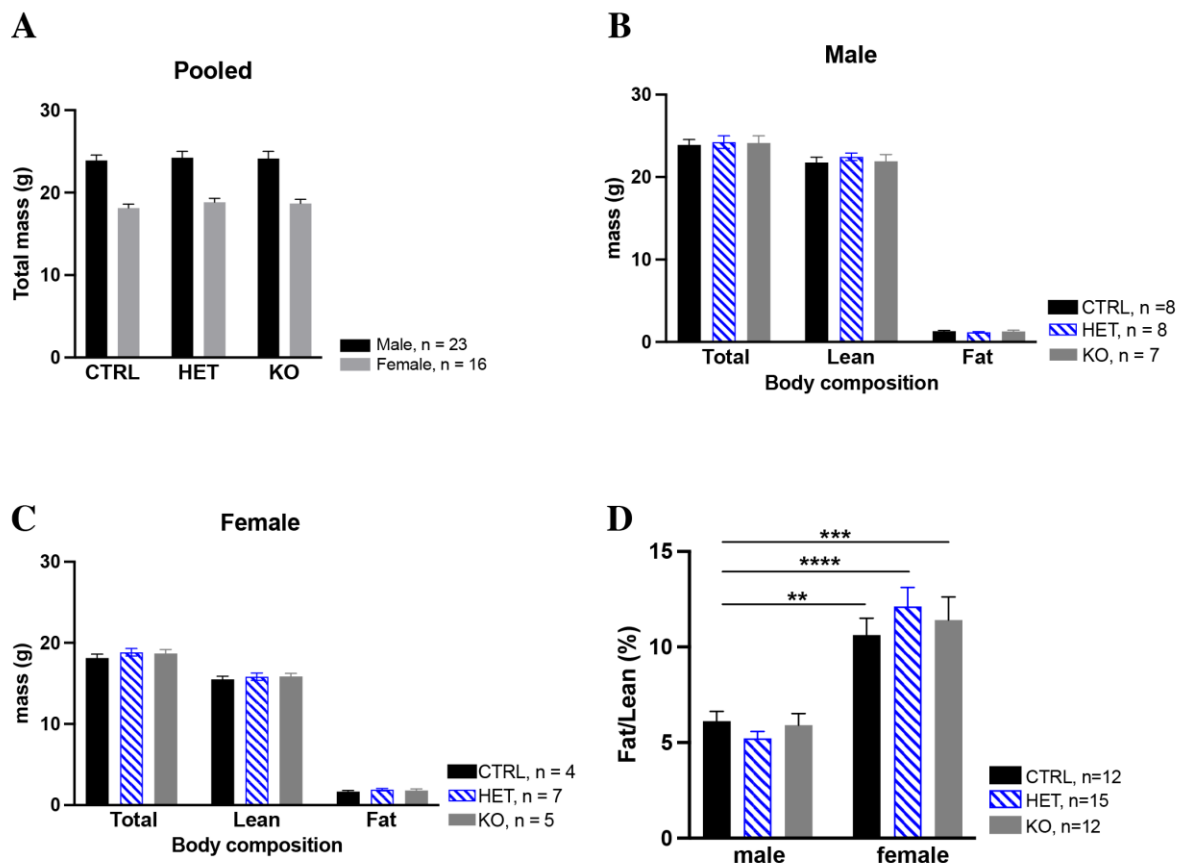 A
Pooled
Total mass (g)
30
20
10
0
CTRL HET KO
Male, n = 23
Female, n = 16
B
Male
mass (g)
30
20
10
0
Total Lean Fat
Body composition
CTRL, n =8
HET, n = 8
KO, n = 7
C
Female
mass (g)
30
20
10
0
Total Lean Fat
Body composition
CTRL, n = 4
HET, n = 7
KO, n = 5
D
***
****
**
Fat/Lean (%)
15
10
5
0
male female
CTRL, n=12
HET, n=15
KO, n=12